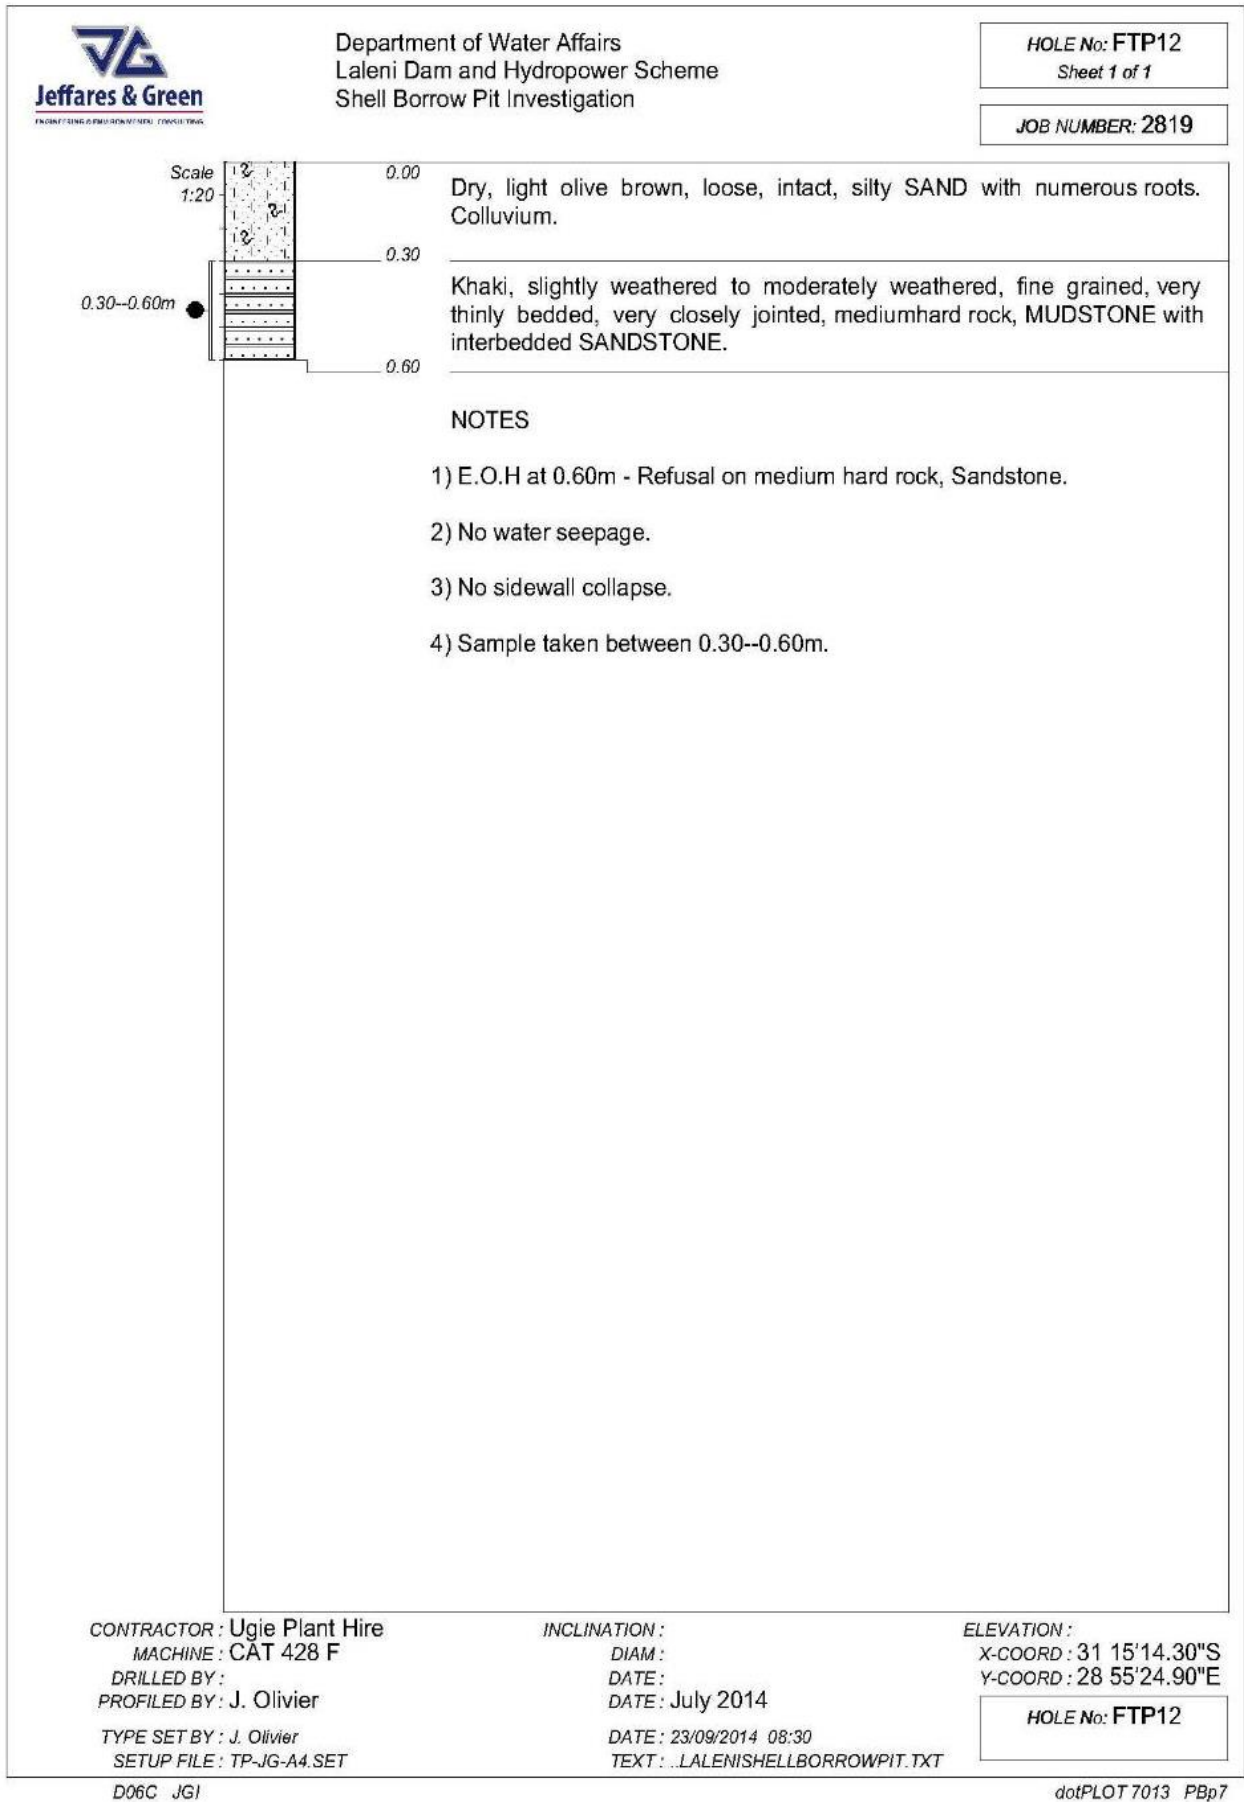 Jeffares & Green
ENGINEERING & ENVIRONMENTAL CONSULTING
Department of Water Affairs
Laleni Dam and Hydropower Scheme
Shell Borrow Pit Investigation
HOLE No: FTP12
Sheet 1 of 1
JOB NUMBER: 2819
Scale
1:20
0.00
Dry, light olive brown, loose, intact, silty SAND with numerous roots.
Colluvium.
0.30
0.30--0.60m
Khaki, slightly weathered to moderately weathered, fine grained, very
thinly bedded, very closely jointed, mediumhard rock, MUDSTONE with
interbedded SANDSTONE.
0.60
NOTES
1) E.O.H at 0.60m - Refusal on medium hard rock, Sandstone.
2) No water seepage.
3) No sidewall collapse.
4) Sample taken between 0.30--0.60m.
CONTRACTOR : Ugie Plant Hire
MACHINE : CAT 428 F
DRILLED BY :
PROFILED BY : J. Olivier
TYPE SET BY : J. Olivier
SETUP FILE : TP-JG-A4.SET
INCLINATION :
DIAM :
DATE :
DATE : July 2014
DATE : 23/09/2014 08:30
TEXT : ..LALENISHELLBORROWPIT.TXT
ELEVATION :
X-COORD : 31 15'14.30"S
Y-COORD : 28 55'24.90"E
HOLE No: FTP12
D06C JGI
dotPLOT 7013 PBp7